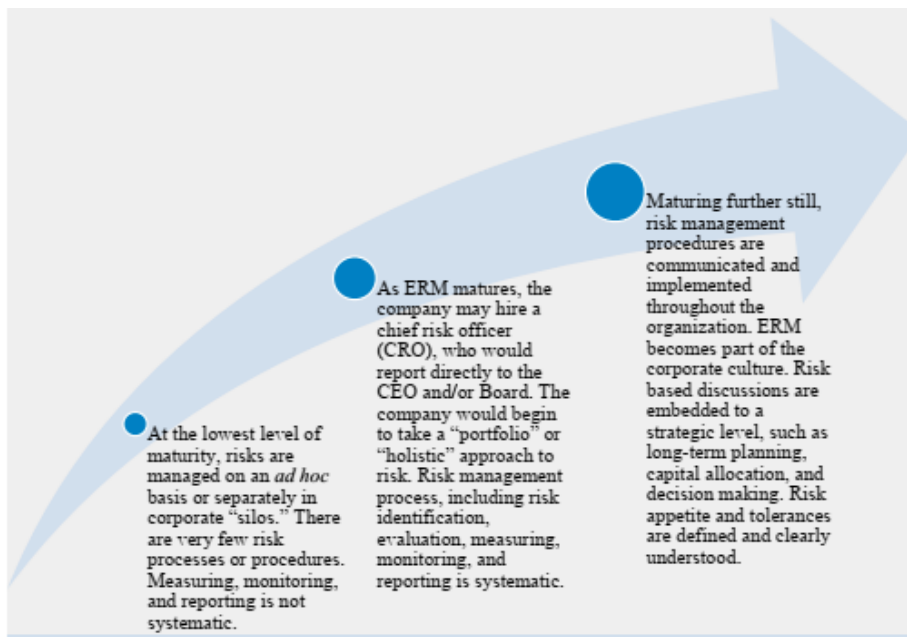 At the lowest level of
maturity, risks are
managed on an ad hoc
basis or separately in
corporate “silos.” There
are very few risk
processes or procedures.
Measuring, monitoring,
and reporting is not
systematic.
As ERM matures, the
company may hire a
chief risk officer
(CRO), who would
report directly to the
CEO and/or Board. The
company would begin
to take a “portfolio” or
“holistic” approach to
risk. Risk management
process, including risk
identification,
evaluation, measuring,
monitoring, and
reporting is systematic.
Maturing further still,
risk management
procedures are
communicated and
implemented
throughout the
organization. ERM
becomes part of the
corporate culture. Risk
based discussions are
embedded to a
strategic level, such as
long-term planning,
capital allocation, and
decision making. Risk
appetite and tolerances
are defined and clearly
understood.